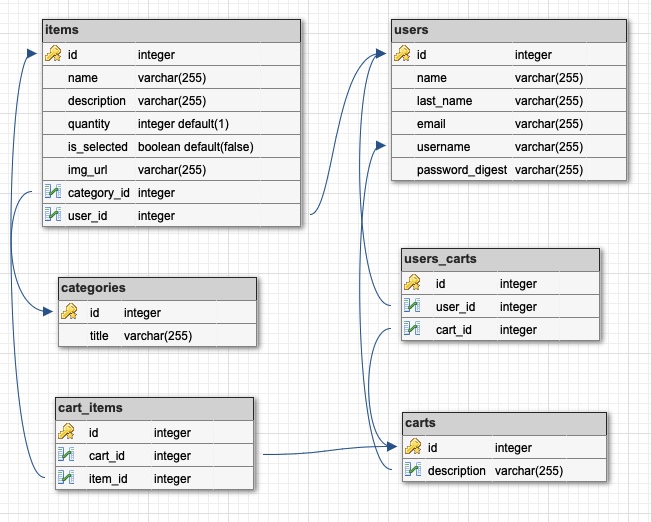 items
id integer
name varchar(255)
description varchar(255)
quantity integer default(1)
is_selected boolean default(false)
img_url varchar(255)
category_id integer
user_id integer
users
id integer
name varchar(255)
last_name varchar(255)
email varchar(255)
username varchar(255)
password_digest varchar(255)
categories
id integer
title varchar(255)
users_carts
id integer
user_id integer
cart_id integer
cart_items
id integer
cart_id integer
item_id integer
carts
id integer
description varchar(255)